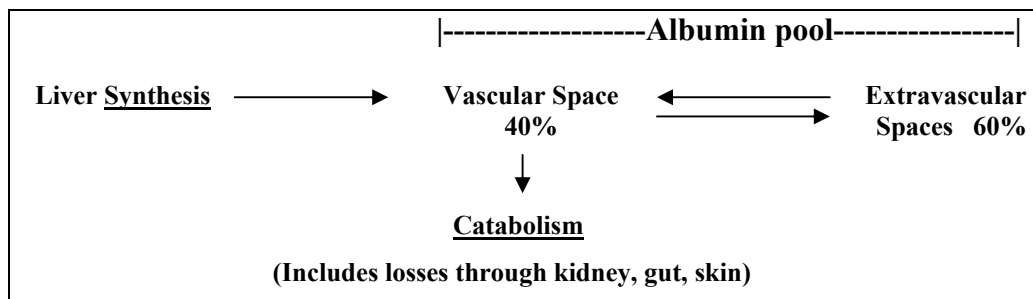 |-------------------Albumin pool-----------------|
Liver Synthesis
Vascular Space
40%
Extravascular
Spaces 60%
Catabolism
(Includes losses through kidney, gut, skin)